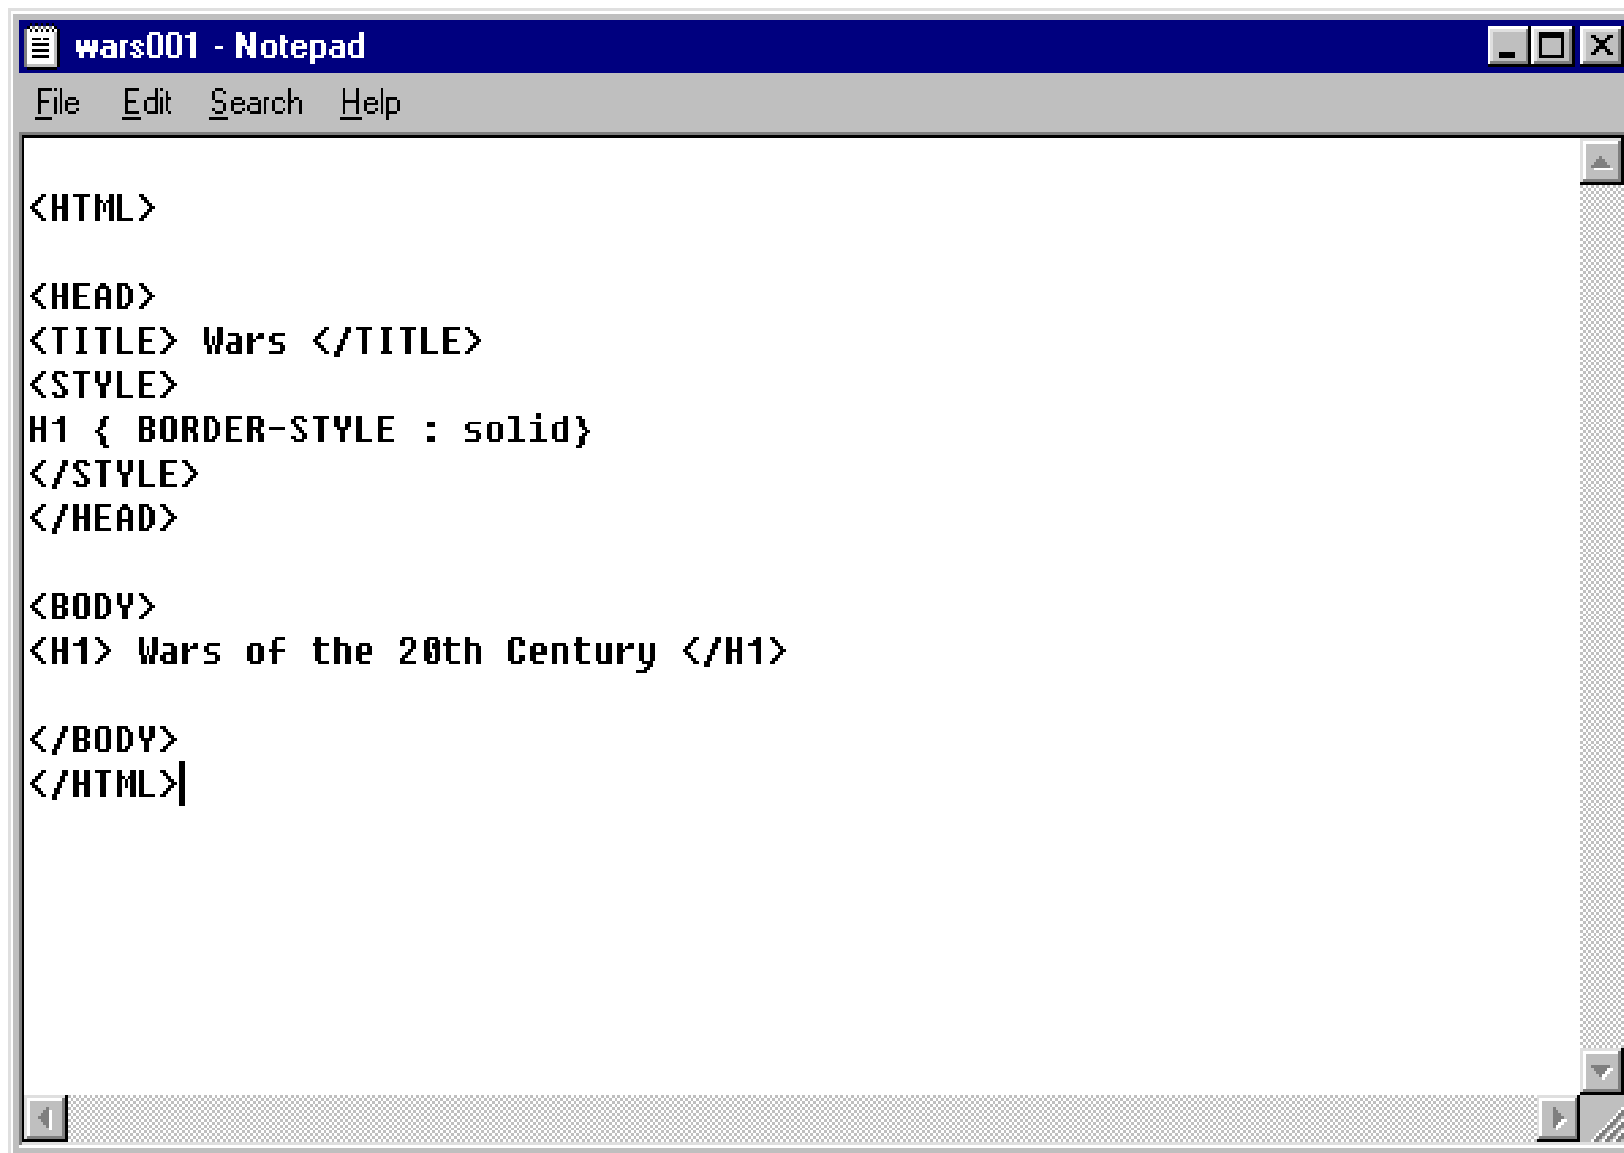 wars001 - Notepad
File Edit Search Help
<HTML>
<HEAD>
<TITLE> Wars </TITLE>
<STYLE>
H1 { BORDER-STYLE : solid}
</STYLE>
</HEAD>
<BODY>
<H1> Wars of the 20th Century </H1>
</BODY>
</HTML>